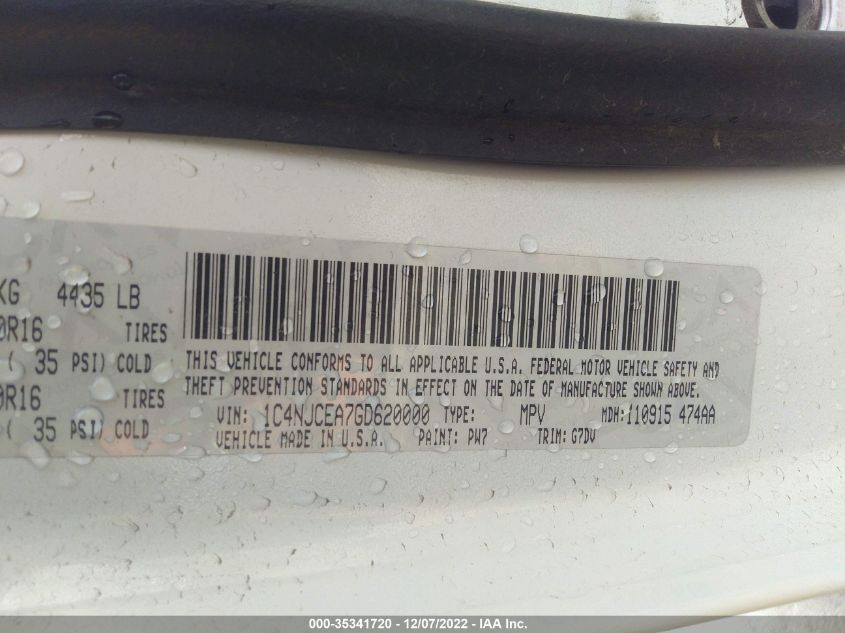 KG 4435 LB
0R16 TIRES
( 35 PSI) COLD
0R16 TIRES
( 35 PSI) COLD
THIS VEHICLE CONFORMS TO ALL APPLICABLE U.S.A. FEDERAL MOTOR VEHICLE SAFETY AND
THEFT PREVENTION STANDARDS IN EFFECT ON THE DATE OF MANUFACTURE SHOWN ABOVE.
VIN: 1C4NJCEA7GD620000 TYPE: MPV MDH: 110915 474AA
VEHICLE MADE IN U.S.A. PAINT: PW7 TRIM: G7DV
000-35341720 - 12/07/2022 - IAA Inc.